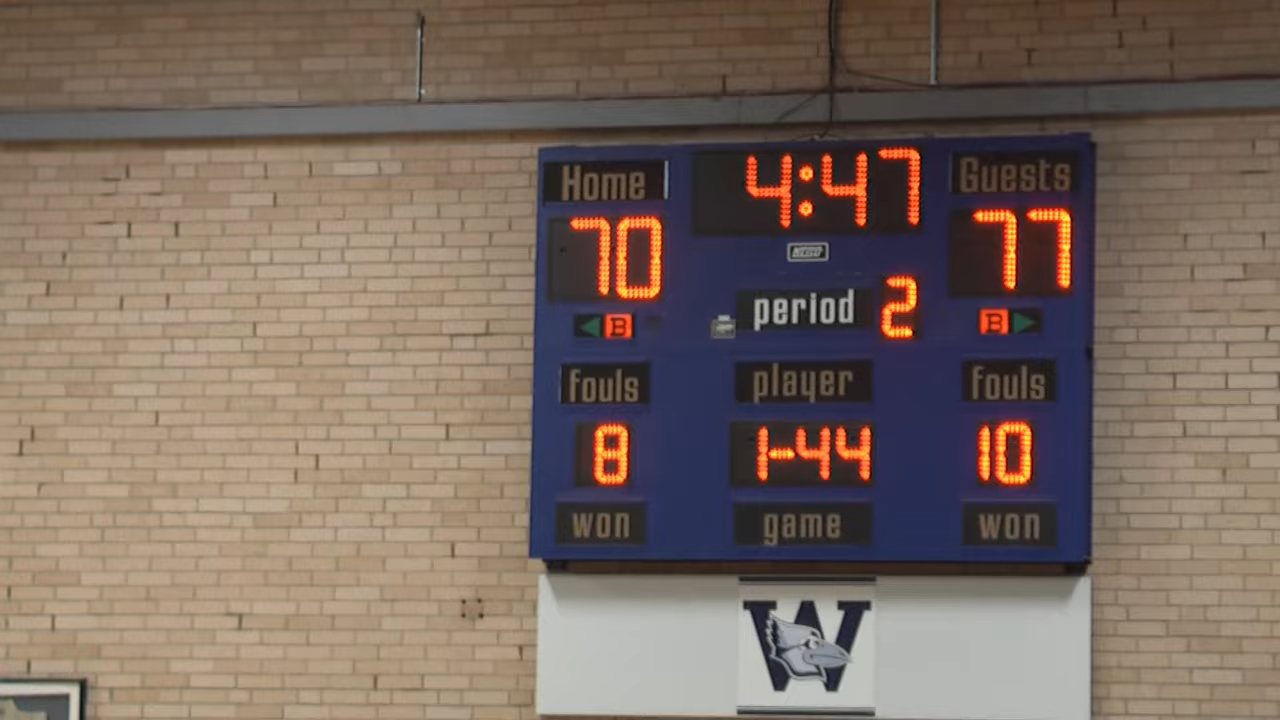 Home 4:47 Guests
70 77
B period 2 B
fouls player fouls
8 1-44 10
won game won
W